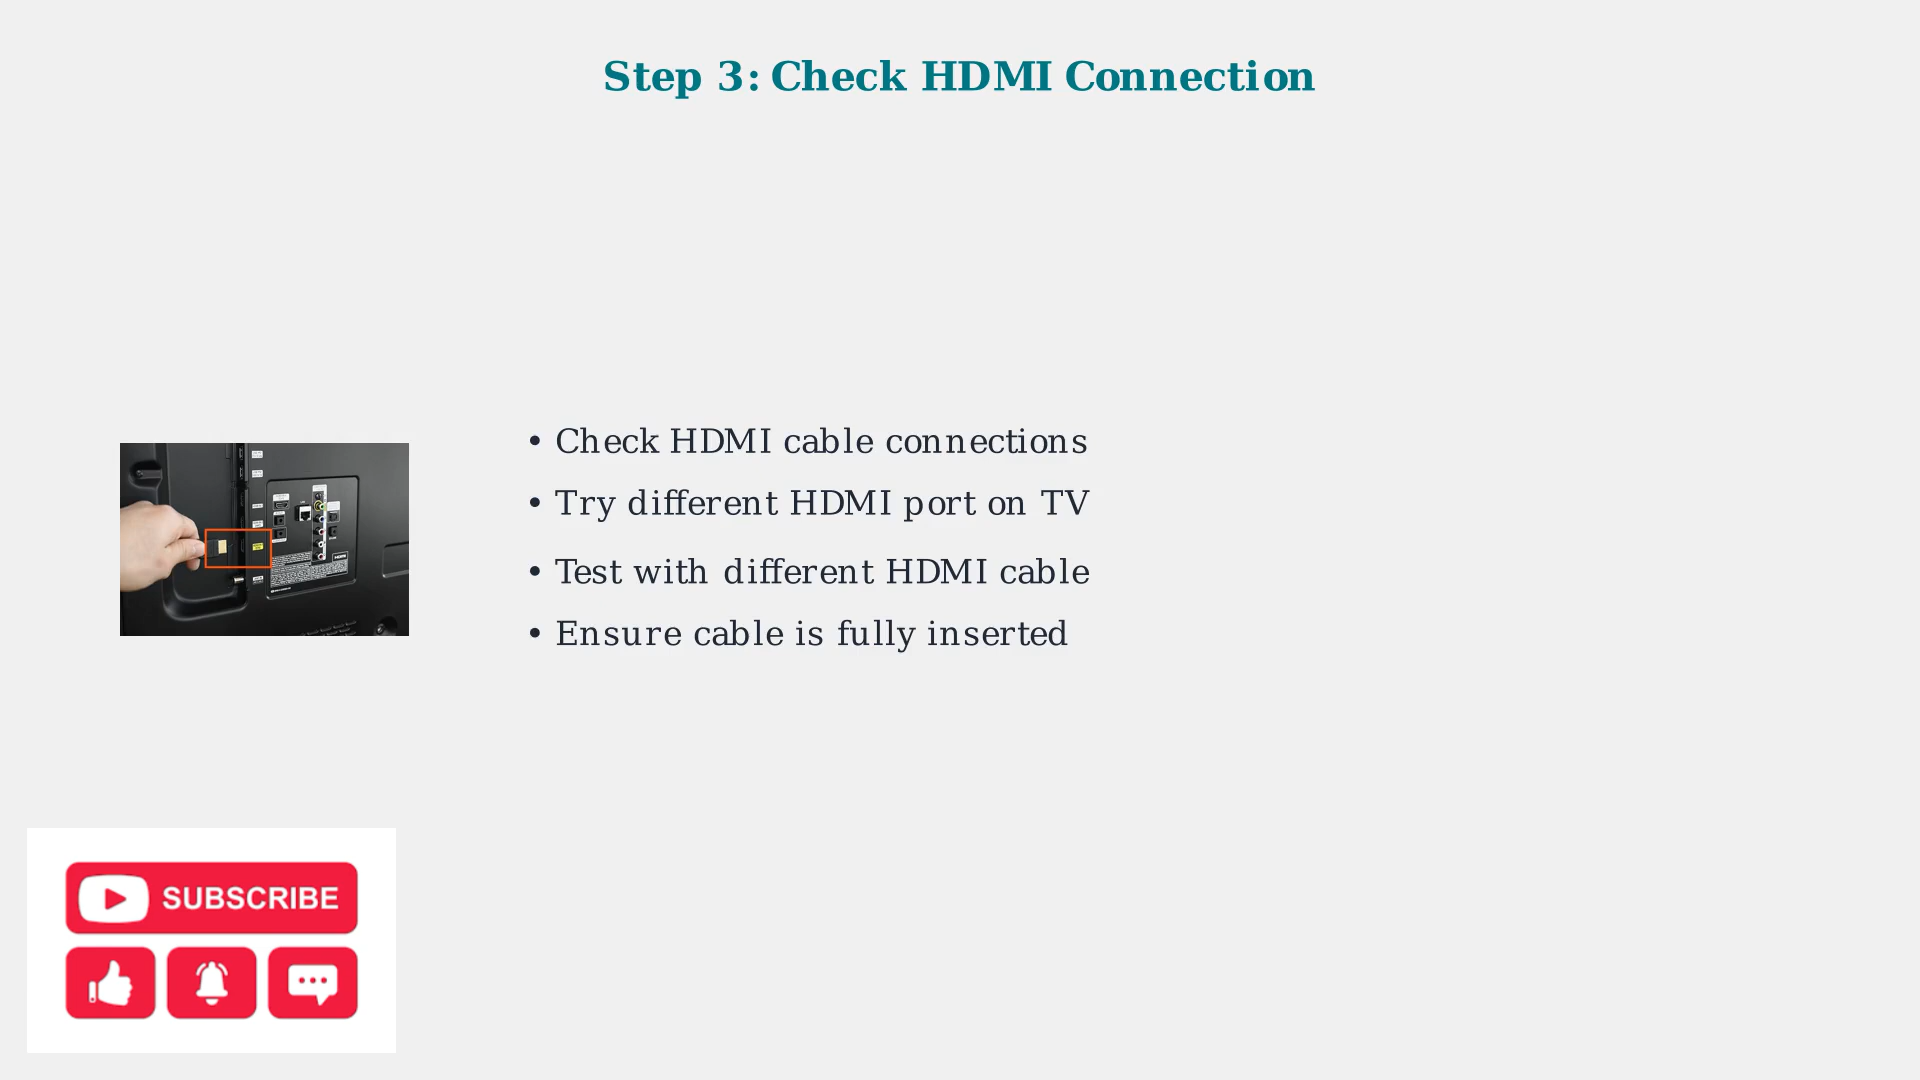 Step 3: Check HDMI Connection
• Check HDMI cable connections
• Try different HDMI port on TV
• Test with different HDMI cable
• Ensure cable is fully inserted
SUBSCRIBE